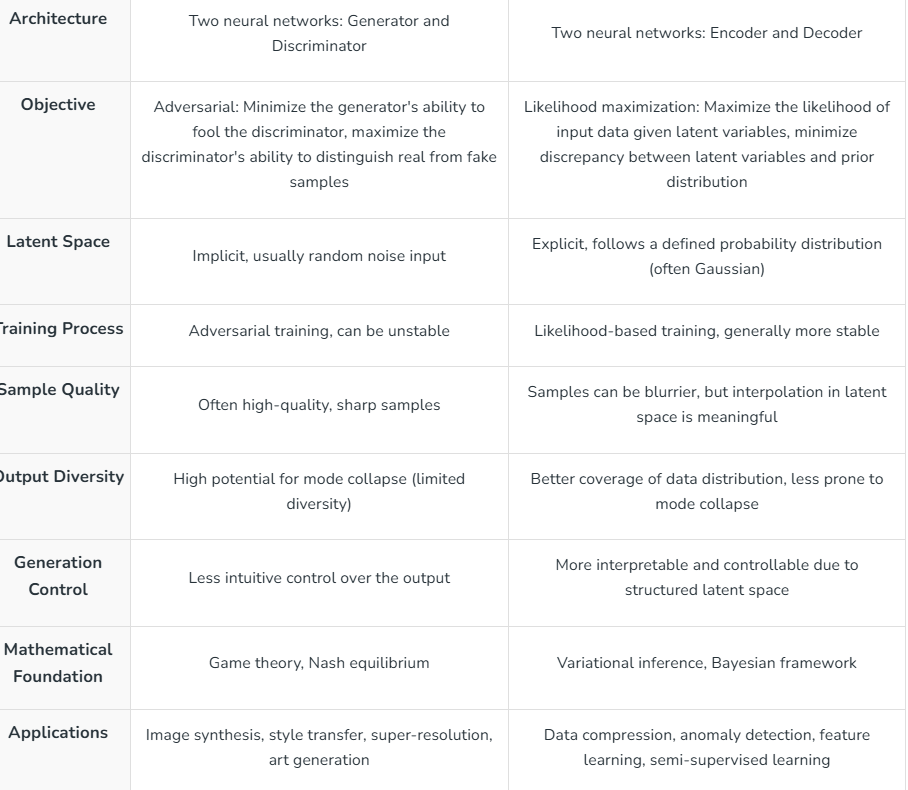 Architecture
Two neural networks: Generator and
Discriminator
Two neural networks: Encoder and Decoder
Objective
Adversarial: Minimize the generator's ability to
fool the discriminator, maximize the
discriminator's ability to distinguish real from fake
samples
Likelihood maximization: Maximize the likelihood of
input data given latent variables, minimize
discrepancy between latent variables and prior
distribution
Latent Space
Implicit, usually random noise input
Explicit, follows a defined probability distribution
(often Gaussian)
Training Process
Adversarial training, can be unstable
Likelihood-based training, generally more stable
Sample Quality
Often high-quality, sharp samples
Samples can be blurrier, but interpolation in latent
space is meaningful
Output Diversity
High potential for mode collapse (limited
diversity)
Better coverage of data distribution, less prone to
mode collapse
Generation
Control
Less intuitive control over the output
More interpretable and controllable due to
structured latent space
Mathematical
Foundation
Game theory, Nash equilibrium
Variational inference, Bayesian framework
Applications
Image synthesis, style transfer, super-resolution,
art generation
Data compression, anomaly detection, feature
learning, semi-supervised learning